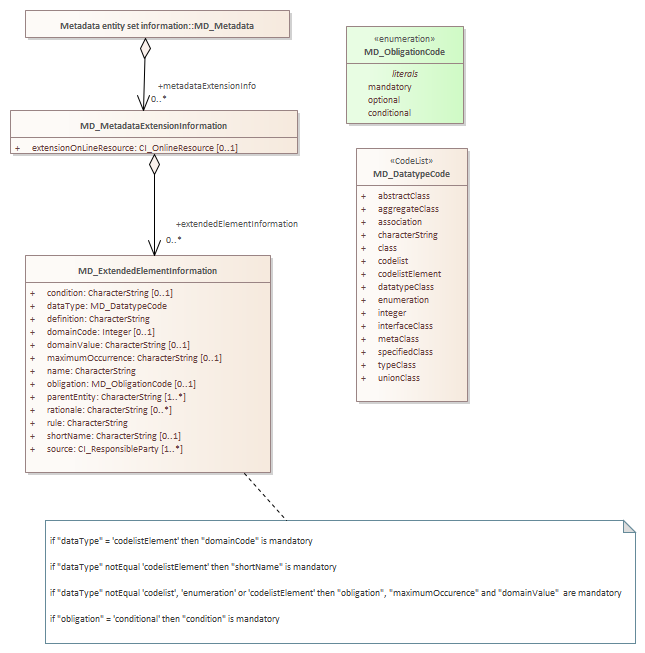 Metadata entity set information::MD_Metadata
+metadataExtensionInfo
0..*
MD_MetadataExtensionInformation
+ extensionOnLineResource: CI_OnlineResource [0..1]
+extendedElementInformation
0..*
MD_ExtendedElementInformation
+ condition: CharacterString [0..1]
+ dataType: MD_DatatypeCode
+ definition: CharacterString
+ domainCode: Integer [0..1]
+ domainValue: CharacterString [0..1]
+ maximumOccurrence: CharacterString [0..1]
+ name: CharacterString
+ obligation: MD_ObligationCode [0..1]
+ parentEntity: CharacterString [1..*]
+ rationale: CharacterString [0..*]
+ rule: CharacterString
+ shortName: CharacterString [0..1]
+ source: CI_ResponsibleParty [1..*]
«enumeration»
MD_ObligationCode
literals
mandatory
optional
conditional
«CodeList»
MD_DatatypeCode
+ abstractClass
+ aggregateClass
+ association
+ characterString
+ class
+ codelist
+ codelistElement
+ datatypeClass
+ enumeration
+ integer
+ interfaceClass
+ metaClass
+ specifiedClass
+ typeClass
+ unionClass
if "dataType" = 'codelistElement' then "domainCode" is mandatory
if "dataType" notEqual 'codelistElement' then "shortName" is mandatory
if "dataType" notEqual 'codelist', 'enumeration' or 'codelistElement' then "obligation", "maximumOccurence" and "domainValue" are mandatory
if "obligation" = 'conditional' then "condition" is mandatory